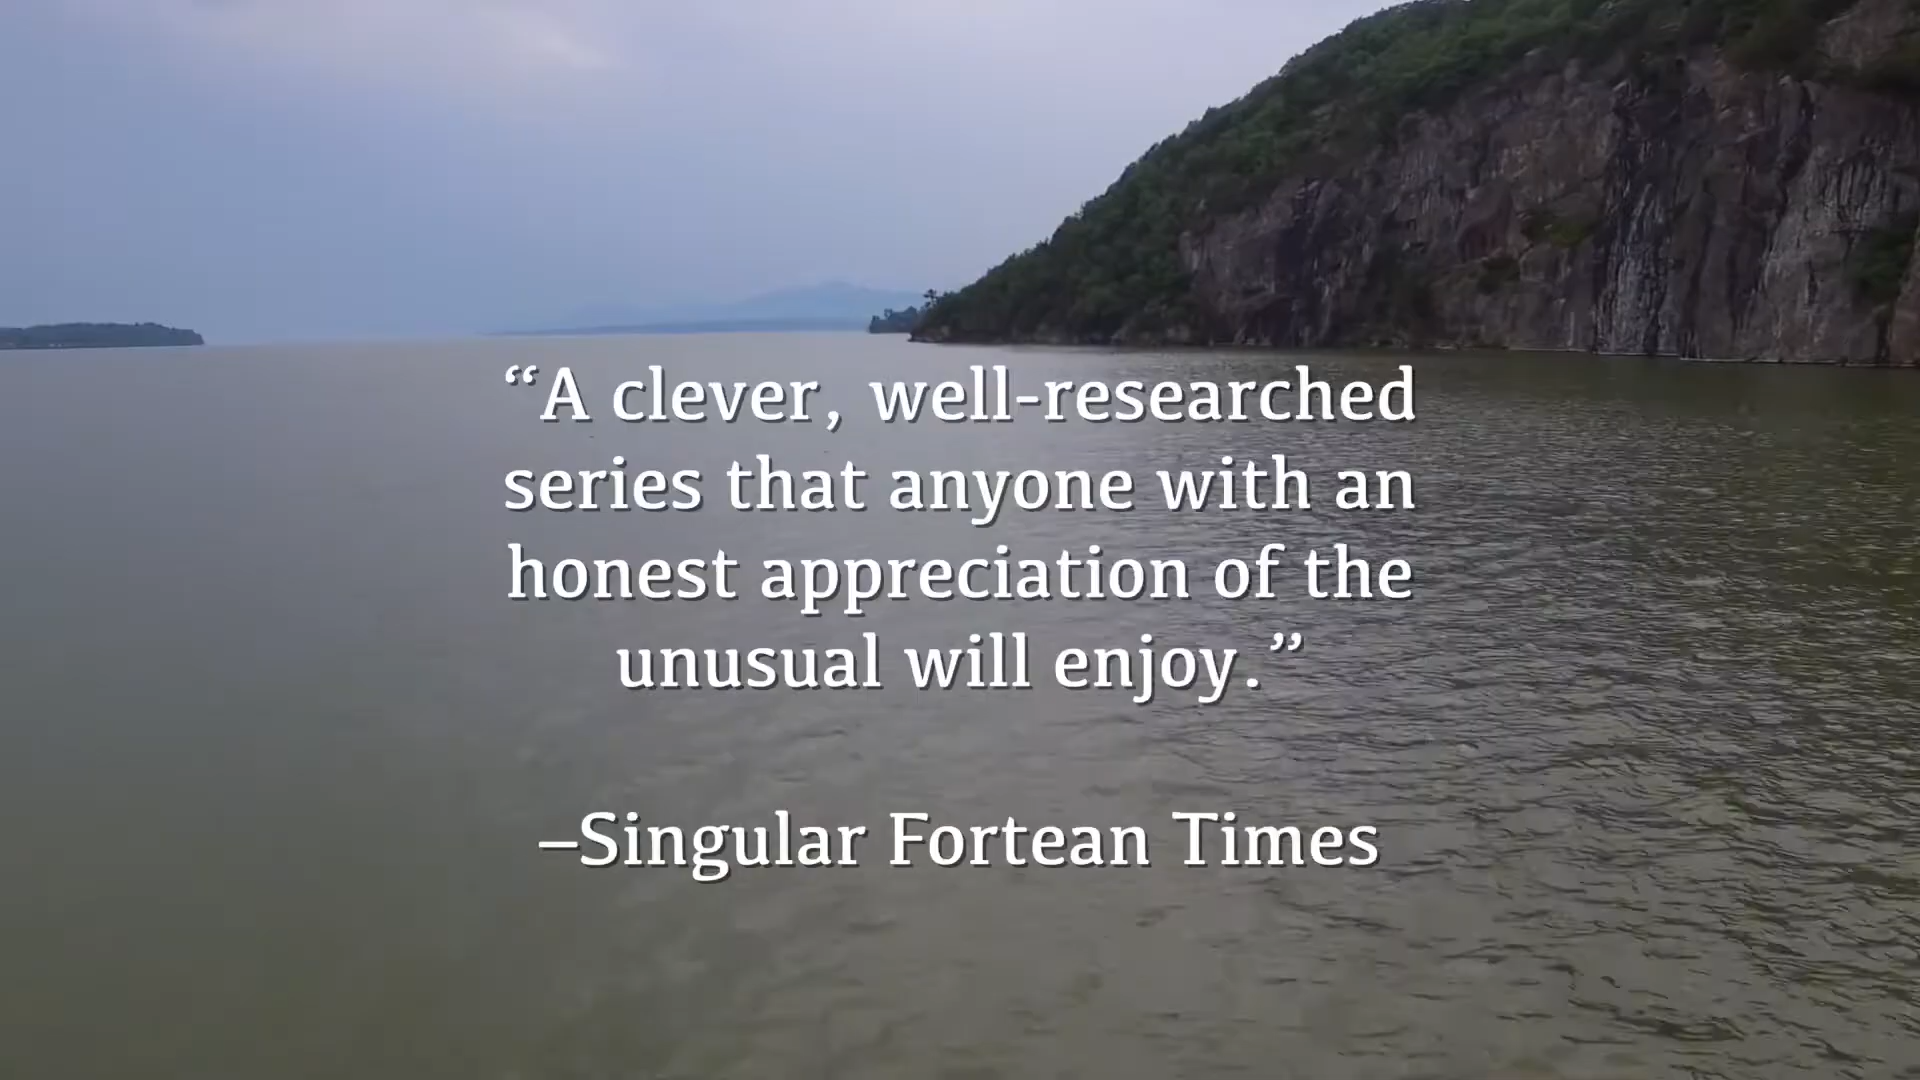 “A clever, well-researched
series that anyone with an
honest appreciation of the
unusual will enjoy.”
–Singular Fortean Times